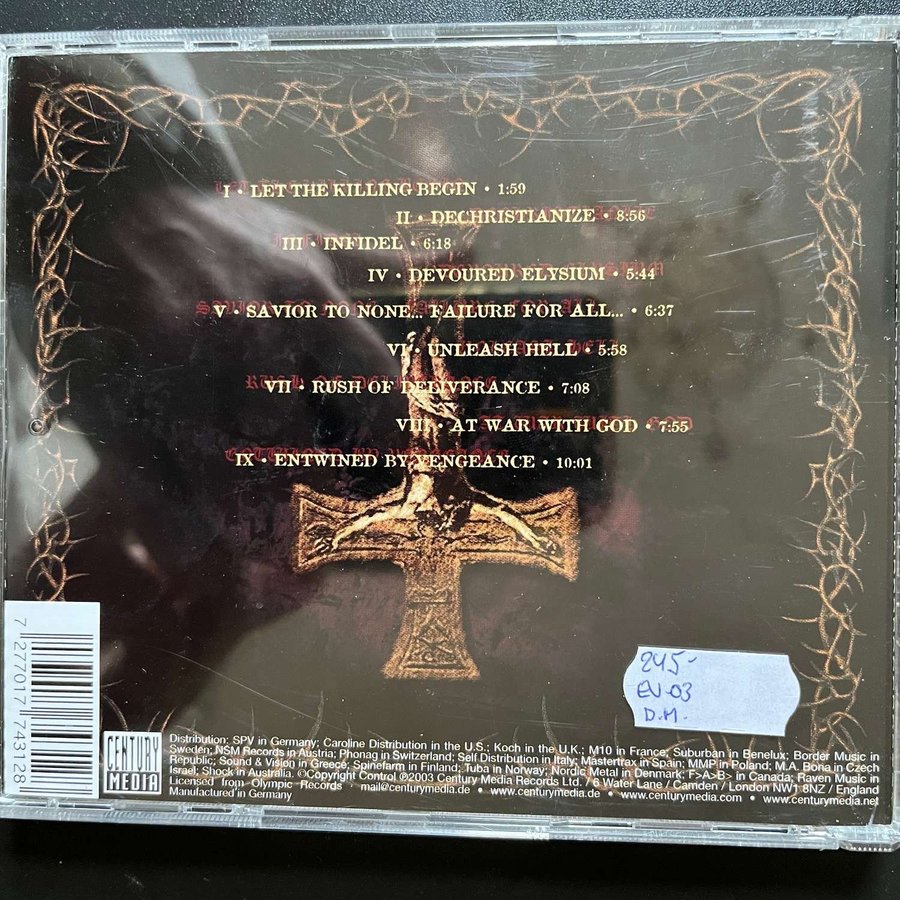 I • LET THE KILLING BEGIN • 1:59
II • DECHRISTIANIZE • 8:56
III • INFIDEL • 6:18
IV • DEVOURED ELYSIUM • 5:44
V • SAVIOR TO NONE... FAILURE FOR ALL... • 6:37
VI • UNLEASH HELL • 5:58
VII • RUSH OF DELIVERANCE • 7:08
VIII • AT WAR WITH GOD • 7:55
IX • ENTWINED BY VENGEANCE • 10:01
7 27701 77431 28
245-
EU-03
D.M.
CENTURY
MEDIA
Distribution: SPV in Germany; Caroline Distribution in the U.S.; Koch in the U.K.; M10 in France; Suburban in Benelux; Border Music in
Sweden; NSM Records in Austria; Phonag in Switzerland; Self Distribution in Italy; Mastertrax in Spain; MMP in Poland; M.A. Bona in Czech
Republic; Sound & Vision in Greece; Spinefarm in Finland; Tuba in Norway; Nordic Metal in Denmark; F>A>B> in Canada; Raven Music in
Israel; Shock in Australia. ©Copyright Control ℗2003 Century Media Records Ltd. / 6 Water Lane / Camden / London NW1 8NZ / England
Licensed from Olympic Records • mail@centurymedia.de • www.centurymedia.de • www.centurymedia.com • www.centurymedia.net
Manufactured in Germany